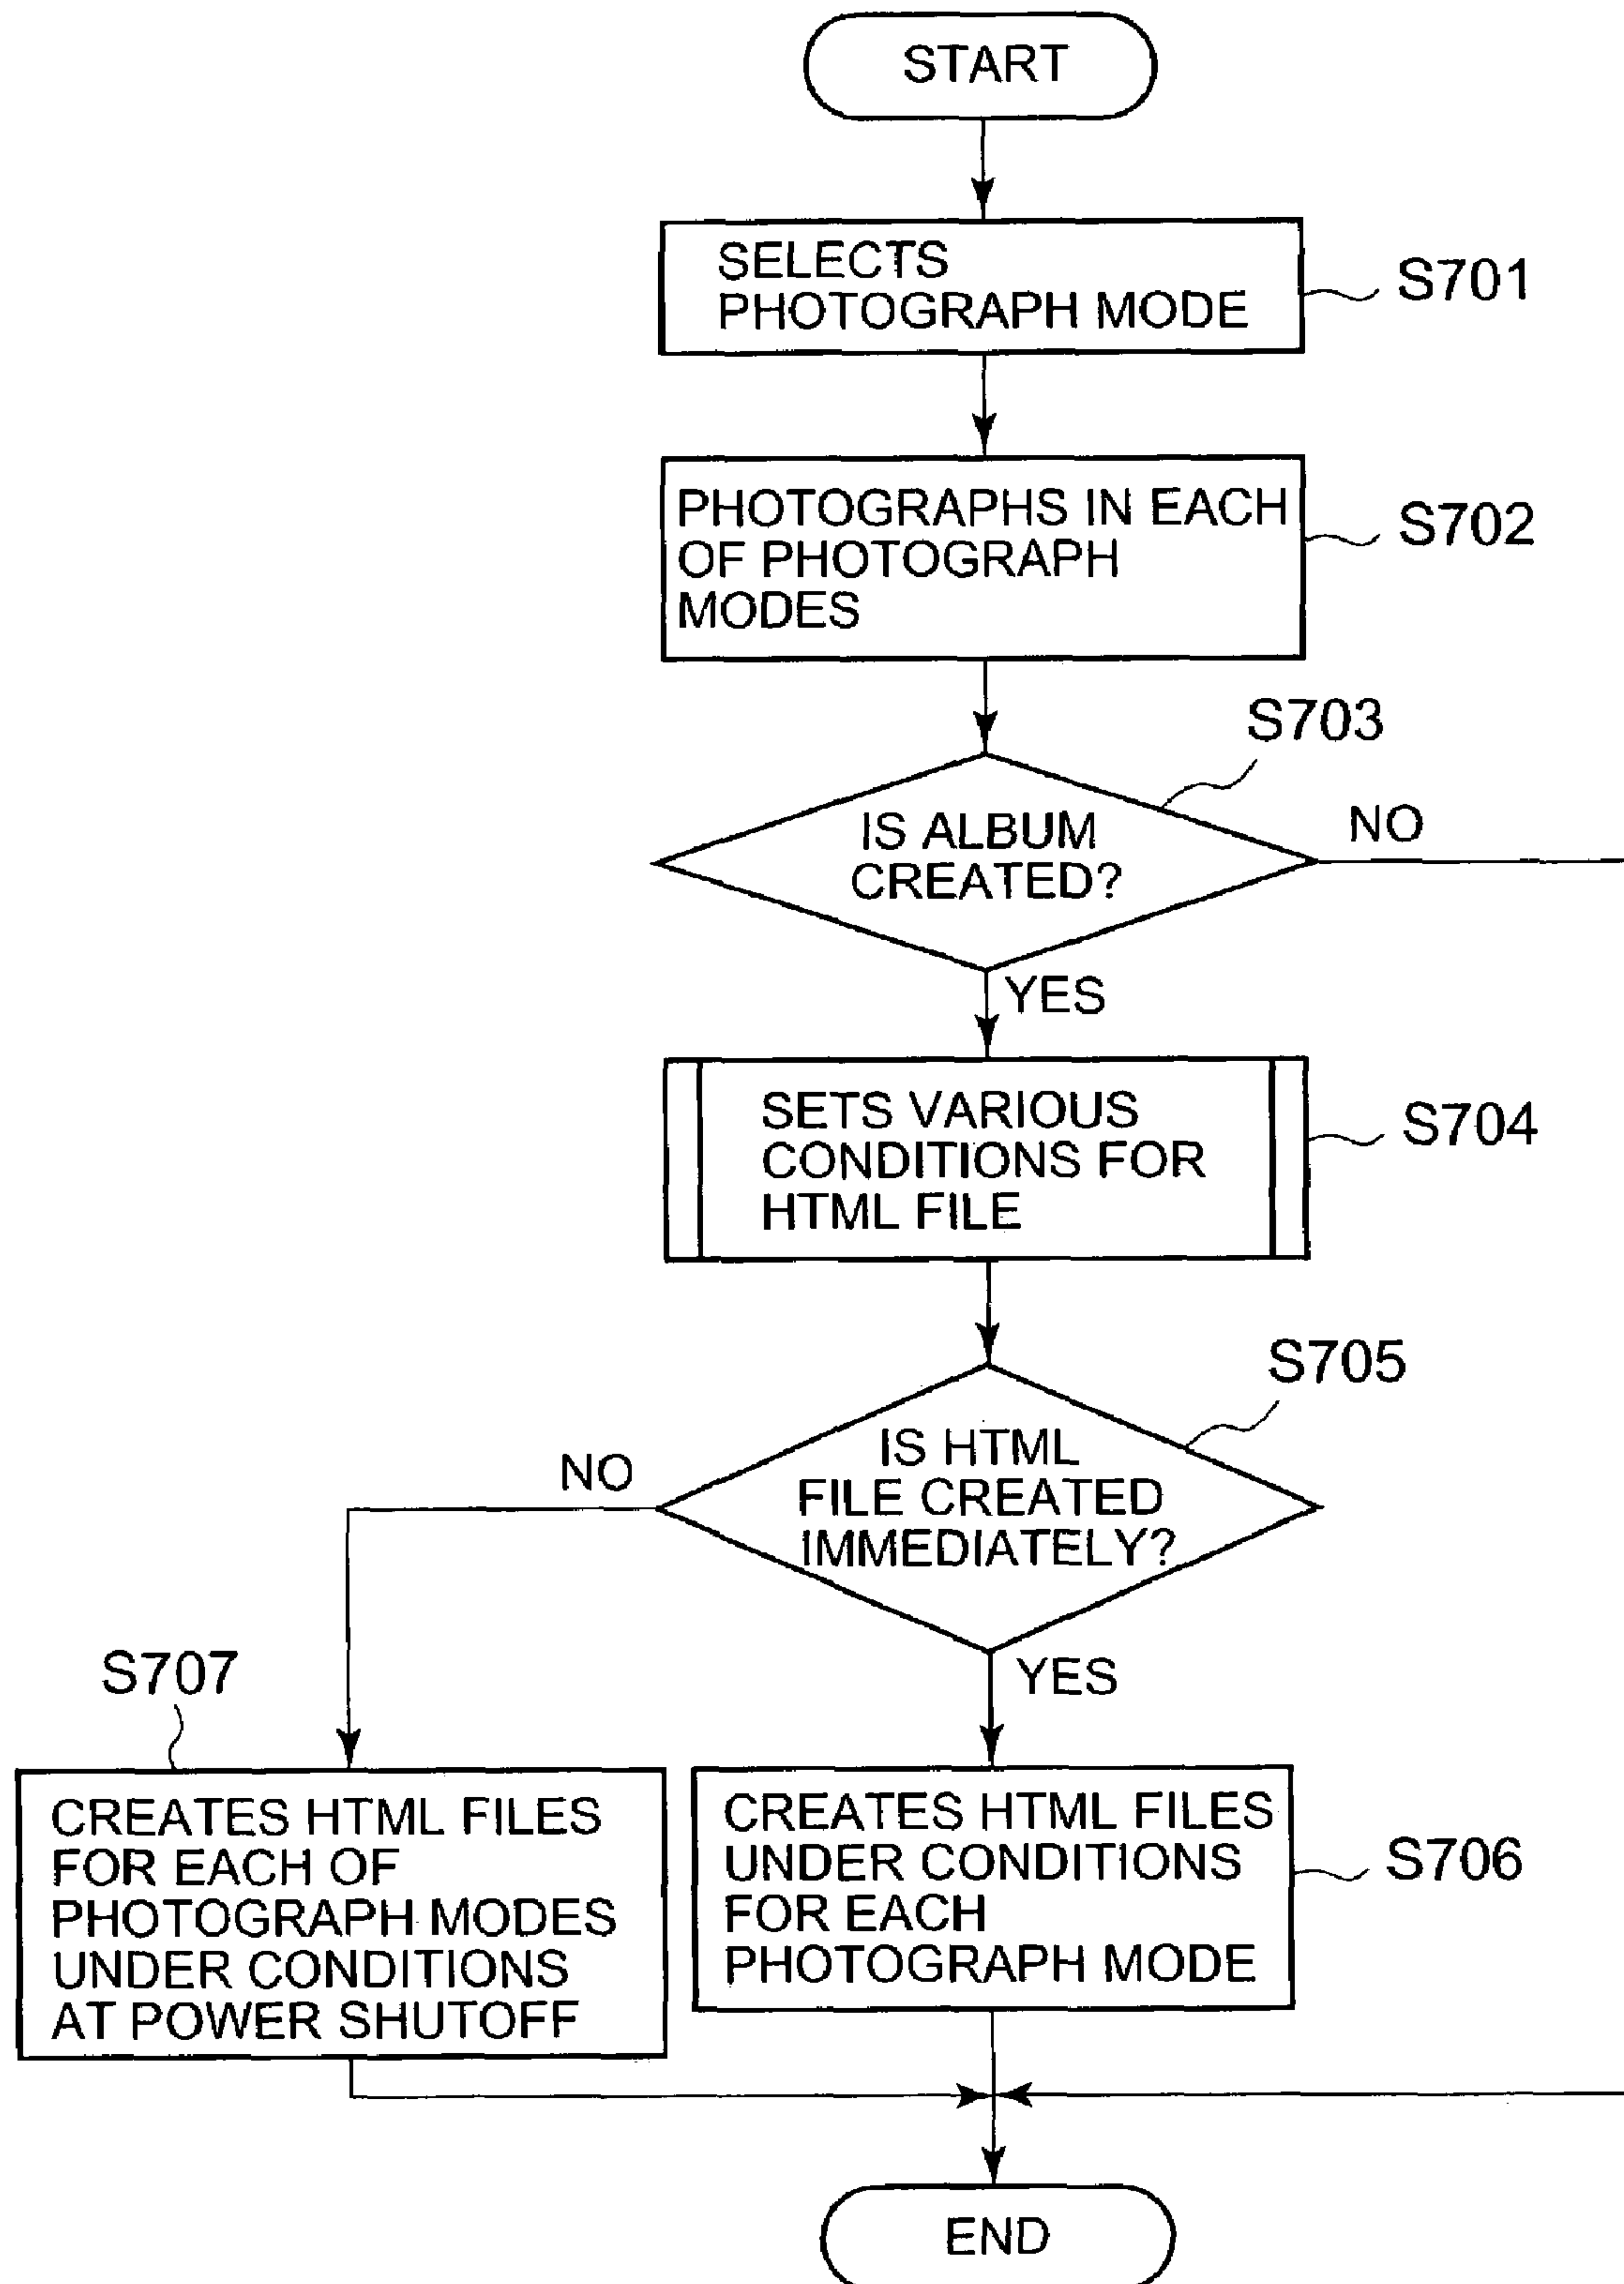 START
SELECTS
PHOTOGRAPH MODE
S701
PHOTOGRAPHS IN EACH
OF PHOTOGRAPH
MODES
S702
S703
IS ALBUM
CREATED?
NO
YES
SETS VARIOUS
CONDITIONS FOR
HTML FILE
S704
S705
IS HTML
FILE CREATED
IMMEDIATELY?
NO
YES
S707
CREATES HTML FILES
FOR EACH OF
PHOTOGRAPH MODES
UNDER CONDITIONS
AT POWER SHUTOFF
CREATES HTML FILES
UNDER CONDITIONS
FOR EACH
PHOTOGRAPH MODE
S706
END